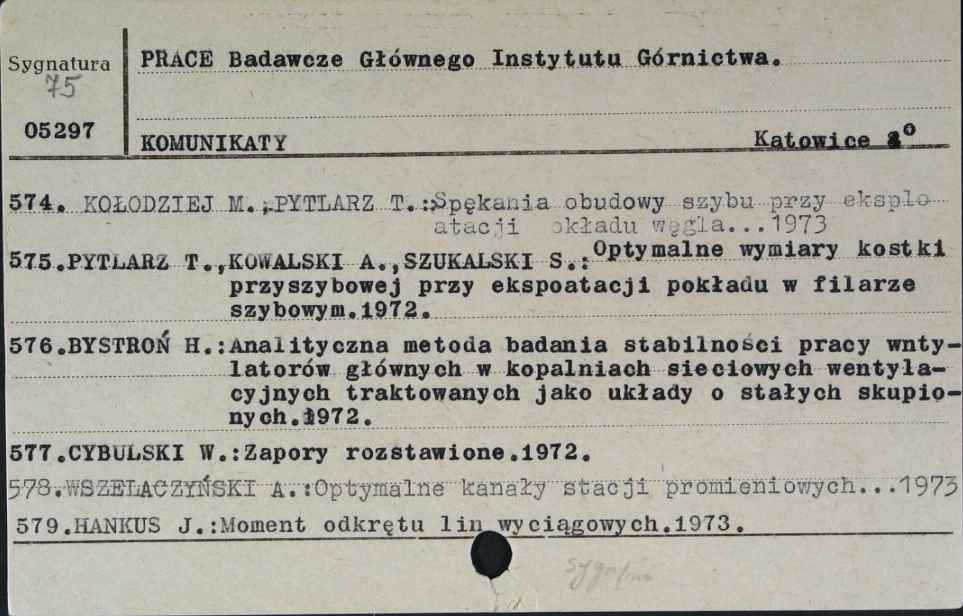 Sygnatura
75
05297
PRACE Badawcze Głównego Instytutu Górnictwa.
KOMUNIKATY Katowice 8°
574. KOŁODZIEJ M.,PYTLARZ T.:Spękania obudowy szybu przy eksplo-
atacji okładu węgla...1973
575.PYTLARZ T.,KOWALSKI A.,SZUKALSKI S.:Optymalne wymiary kostki
przyszybowej przy ekspoatacji pokładu w filarze
szybowym.1972.
576.BYSTROŃ H.:Analityczna metoda badania stabilności pracy wnty-
latorów głównych w kopalniach sieciowych wentyla-
cyjnych traktowanych jako układy o stałych skupio-
nych.1972.
577.CYBULSKI W.:Zapory rozstawione.1972.
578.WSZELACZYŃSKI A.:Optymalne kanały stacji promieniowych...1973
579.HANKUS J.:Moment odkrętu lin wyciągowych.1973.